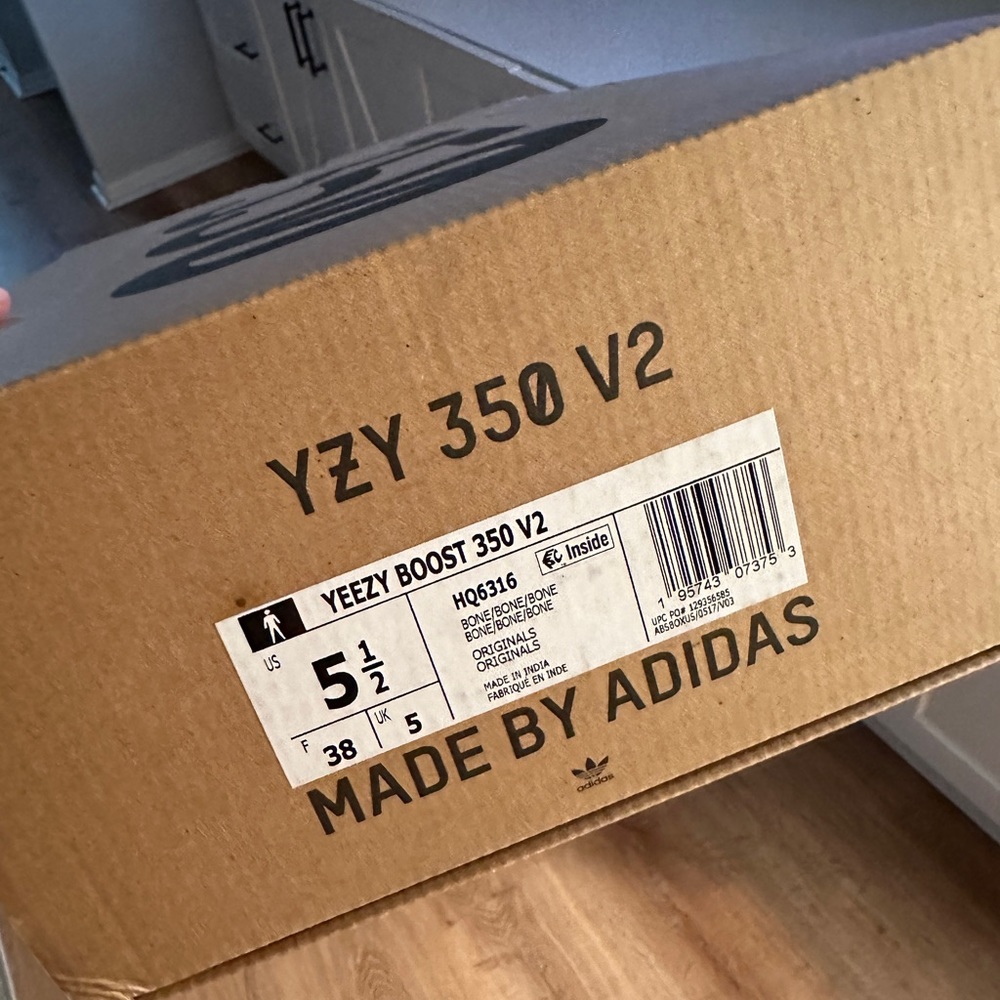 YZY 350 V2
YEEZY BOOST 350 V2
US
5 1/2
F 38
UK 5
HQ6316
Inside
BONE/BONE/BONE
BONE/BONE/BONE
ORIGINALS
ORIGINALS
MADE IN INDIA
FABRIQUÉ EN INDE
1 95743 07375 3
UPC PO# 129356585
ABS8OXUS/0517/V03
MADE BY ADIDAS
adidas